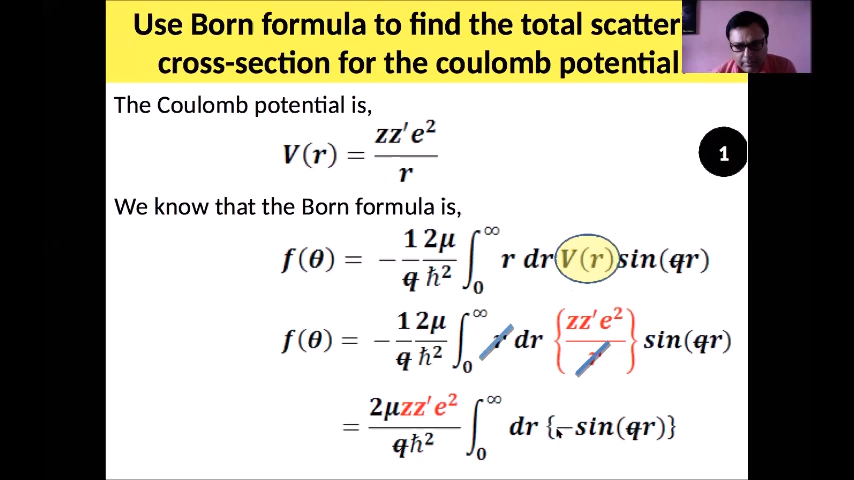 Use Born formula to find the total scatter
cross-section for the coulomb potential
The Coulomb potential is,
V(r) = zz'e²/r
1
We know that the Born formula is,
f(θ) = −1/q 2μ/ħ² ∫₀^∞ r dr V(r) sin(qr)
f(θ) = −1/q 2μ/ħ² ∫₀^∞ r dr {zz'e²/r} sin(qr)
= 2μzz'e²/qħ² ∫₀^∞ dr {−sin(qr)}